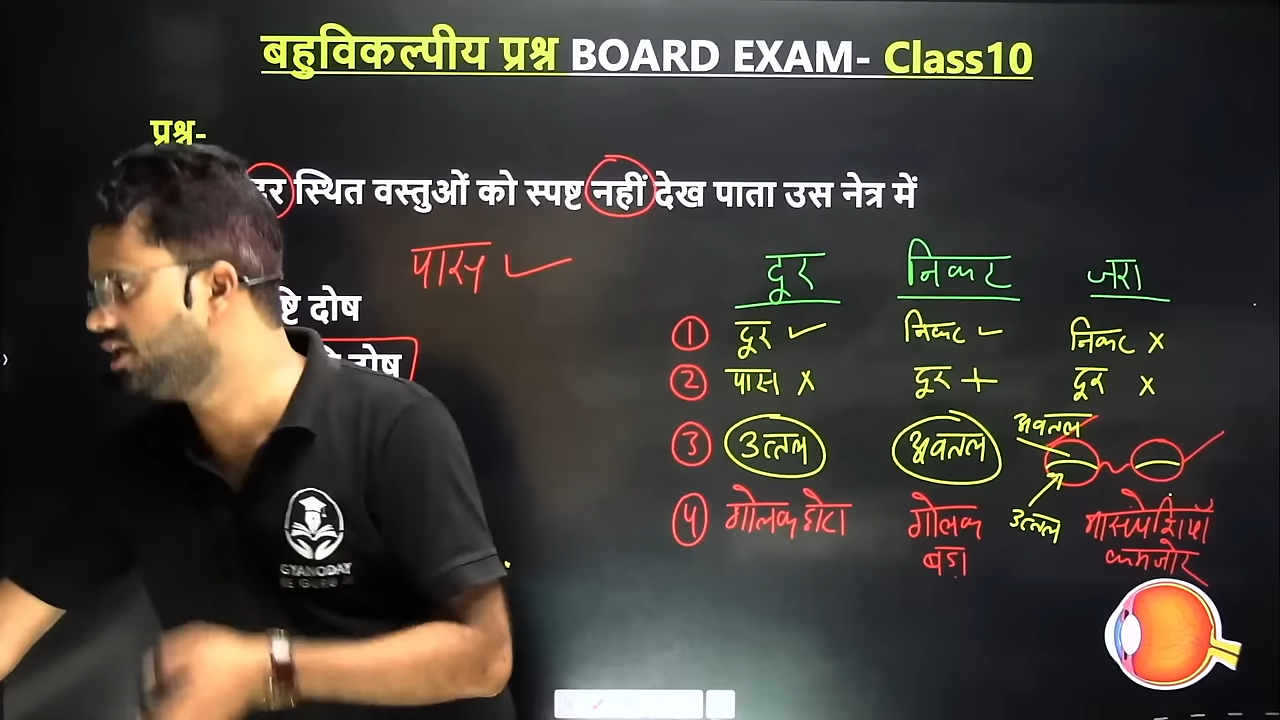 बहुविकल्पीय प्रश्न BOARD EXAM- Class10
प्रश्न-
स्थित वस्तुओं को स्पष्ट नहीं देख पाता उस नेत्र में
पास ✓
दोष
दोष
दूर निकट जरा
① दूर ✓ निकट ✓ निकट ×
② पास × दूर × दूर ×
③ उत्तल अवतल अवतल
उत्तल
④ गोलक छोटा गोलक बड़ा मांसपेशियाँ कमजोर
GYANODAY